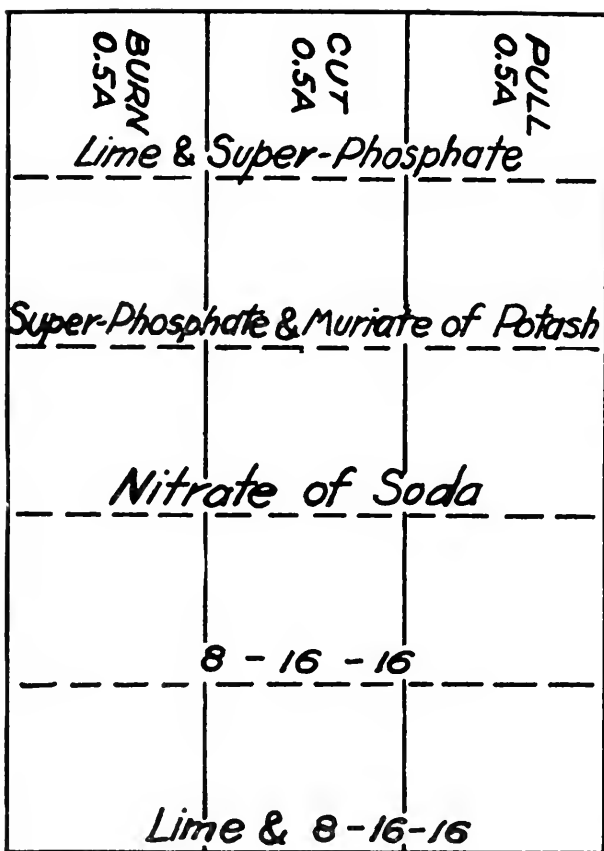 BURN
0.5A
CUT
0.5A
PULL
0.5A
Lime & Super-Phosphate
Super-Phosphate & Muriate of Potash
Nitrate of Soda
8-16-16
Lime & 8-16-16